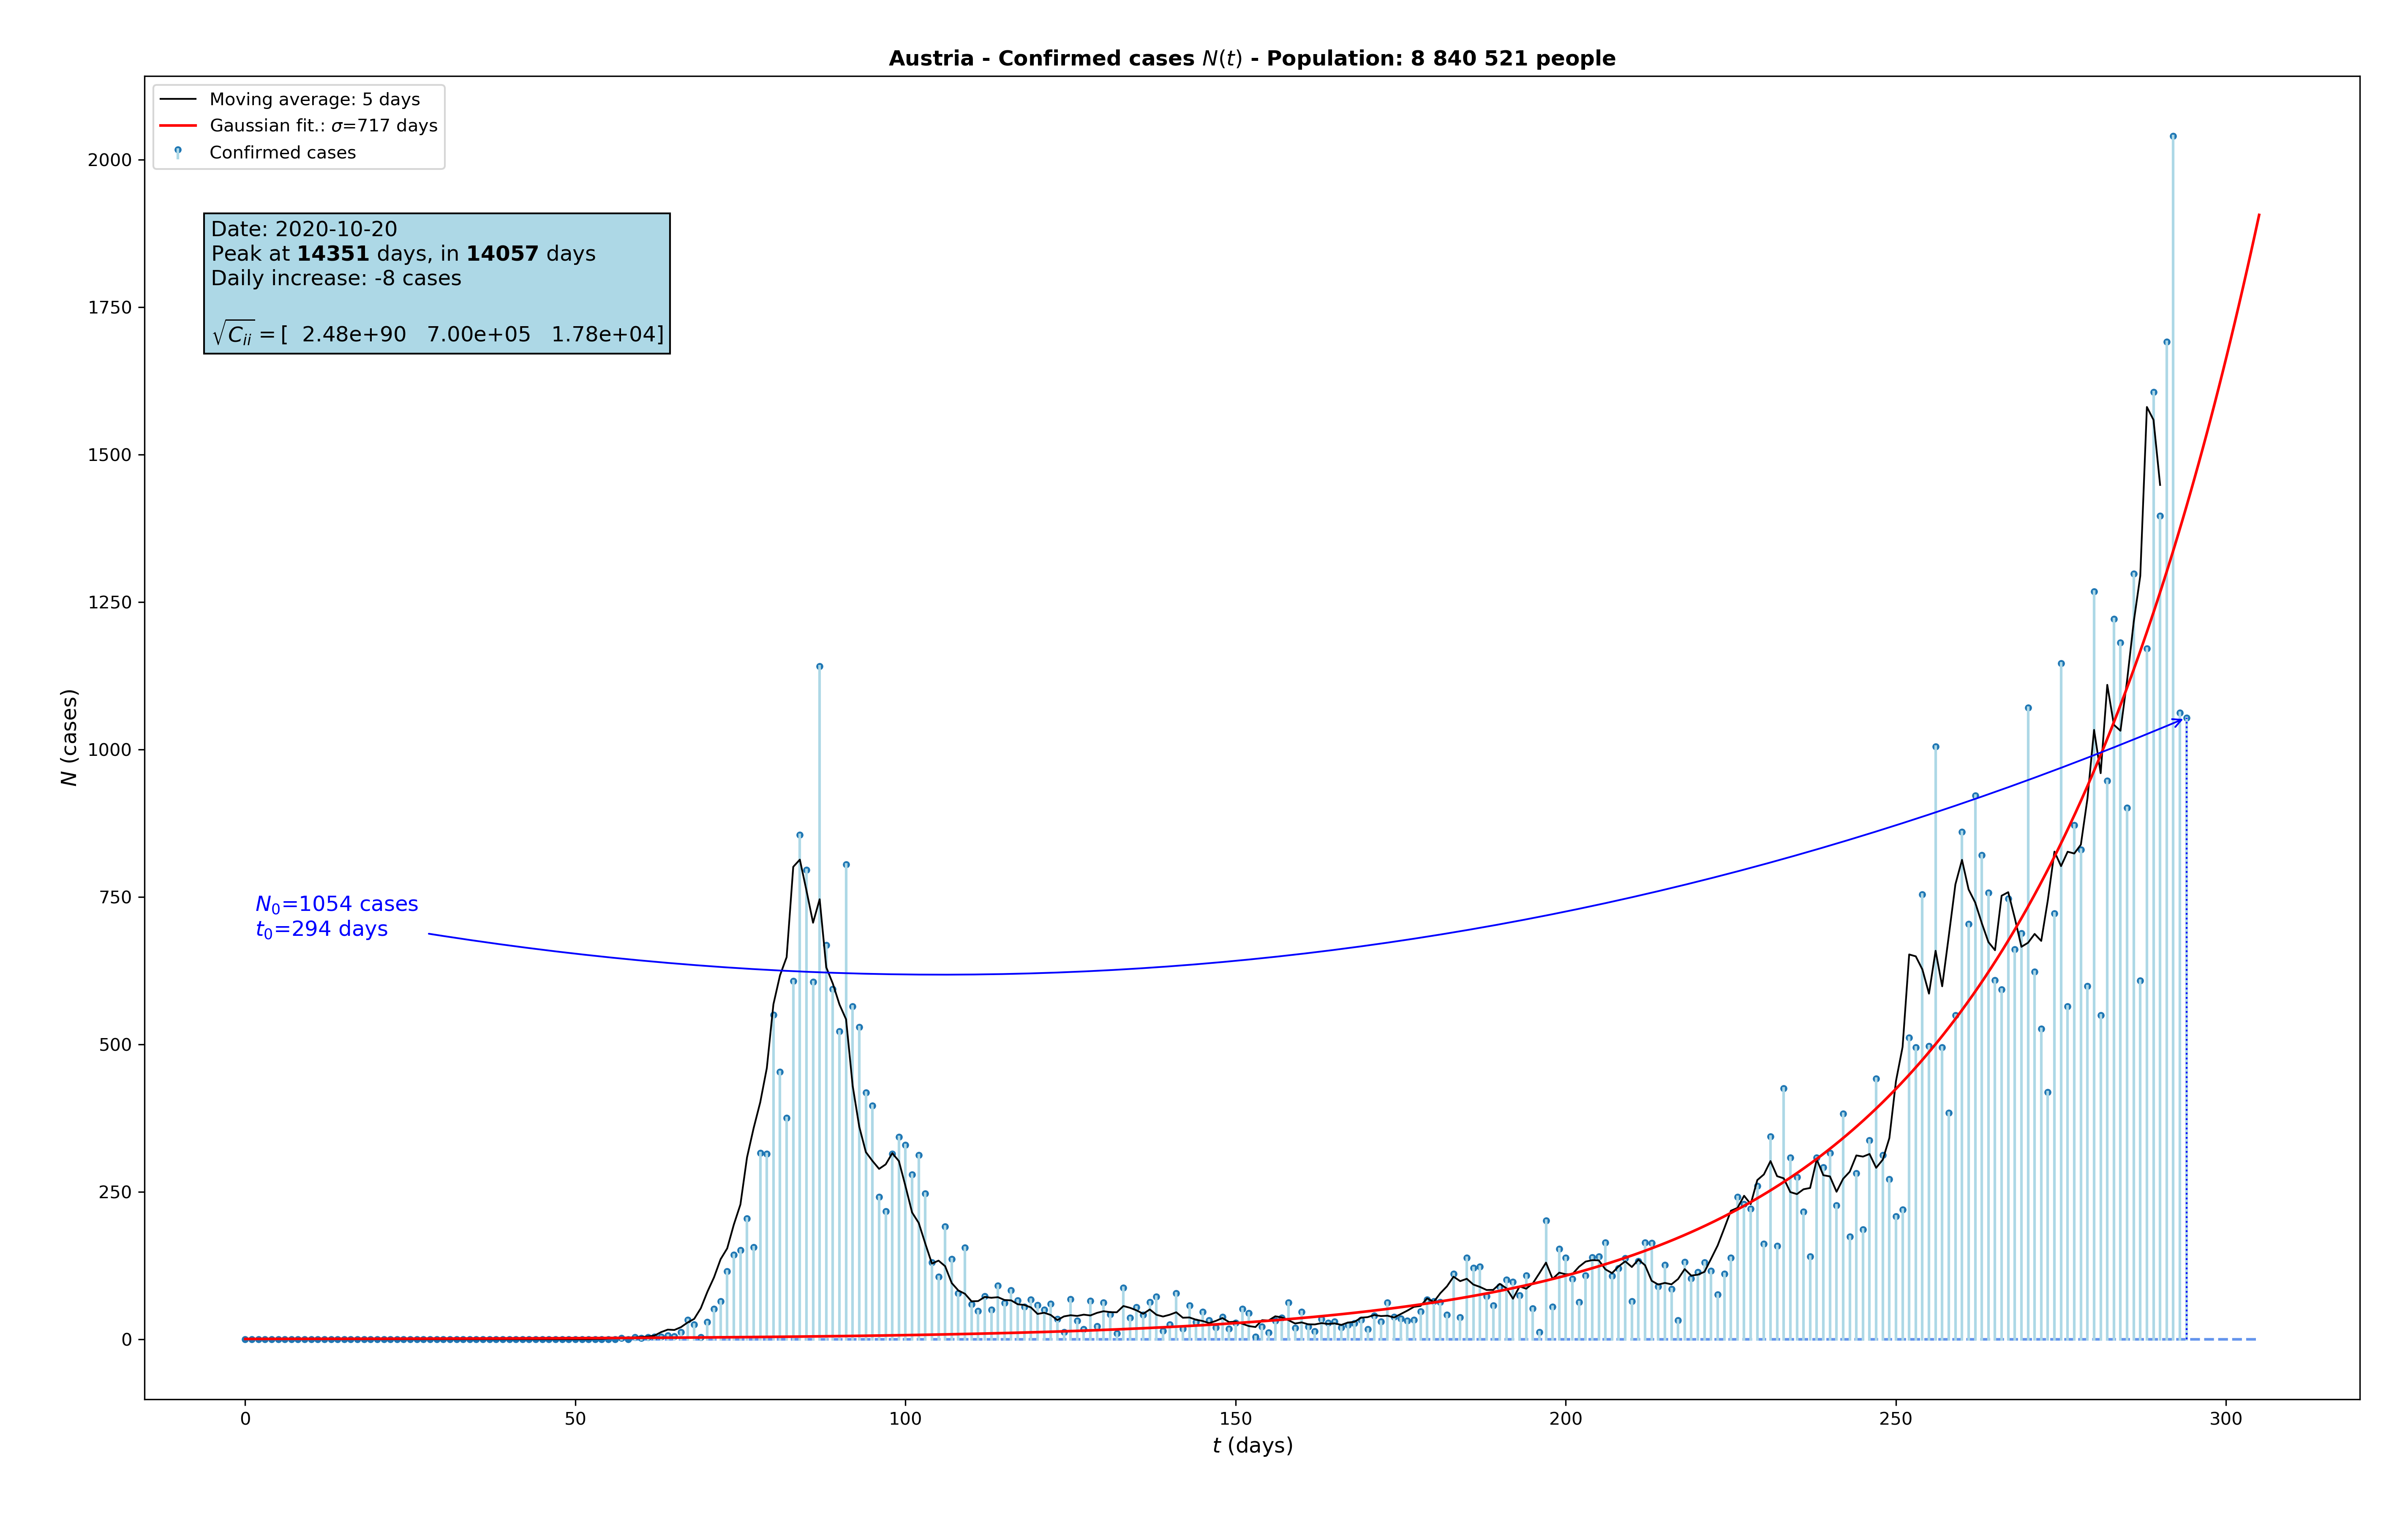 Austria - Confirmed cases N(t) - Population: 8 840 521 people
Moving average: 5 days
Gaussian fit.: σ=717 days
Confirmed cases
Date: 2020-10-20
Peak at 14351 days, in 14057 days
Daily increase: -8 cases
√C_ii = [ 2.48e+90 7.00e+05 1.78e+04]
N_0=1054 cases
t_0=294 days
N (cases)
2000
1750
1500
1250
1000
750
500
250
0
0 50 100 150 200 250 300
t (days)